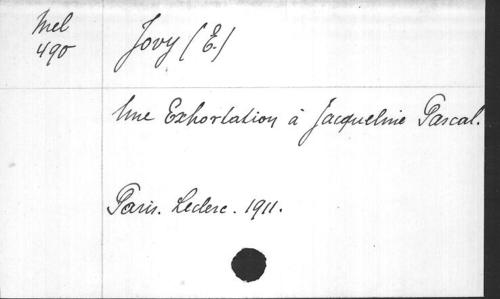 Mel
490
Jovy (E.)
Une Exhortation à Jacqueline Pascal.
Paris. Leclerc. 1911.